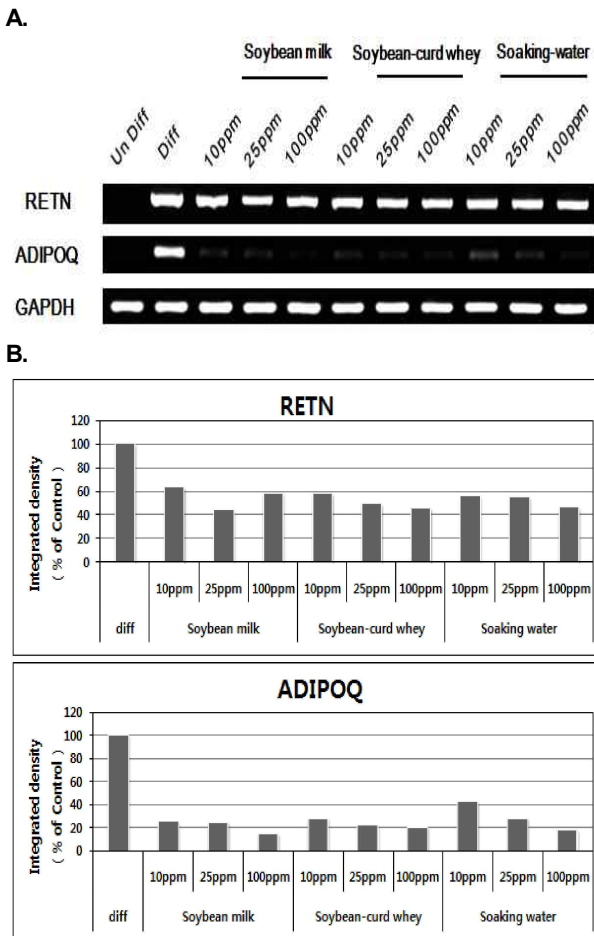 A.
Soybean milk Soybean-curd whey Soaking-water
Un Diff Diff 10ppm 25ppm 100ppm 10ppm 25ppm 100ppm 10ppm 25ppm 100ppm
RETN
ADIPOQ
GAPDH
B.
RETN
Integrated density
( % of Control )
120
100
80
60
40
20
0
10ppm 25ppm 100ppm 10ppm 25ppm 100ppm 10ppm 25ppm 100ppm
diff Soybean milk Soybean-curd whey Soaking water
ADIPOQ
Integrated density
( % of Control )
120
100
80
60
40
20
0
10ppm 25ppm 100ppm 10ppm 25ppm 100ppm 10ppm 25ppm 100ppm
diff Soybean milk Soybean-curd whey Soaking water